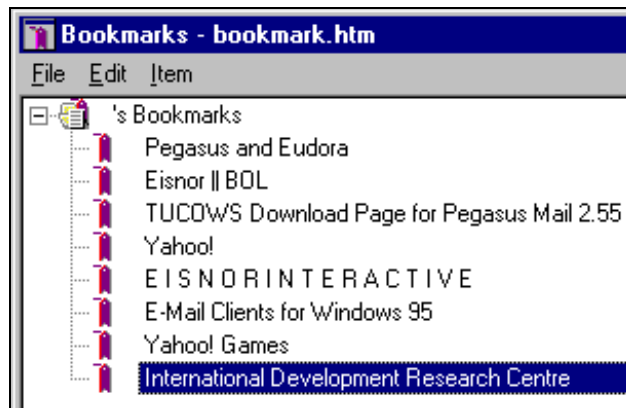 Bookmarks - bookmark.htm
File Edit Item
's Bookmarks
Pegasus and Eudora
Eisnor || BOL
TUCOWS Download Page for Pegasus Mail 2.55
Yahoo!
E I S N O R I N T E R A C T I V E
E-Mail Clients for Windows 95
Yahoo! Games
International Development Research Centre